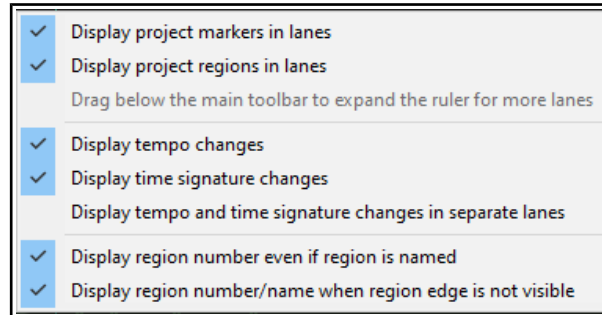 Display project markers in lanes
Display project regions in lanes
Drag below the main toolbar to expand the ruler for more lanes
Display tempo changes
Display time signature changes
Display tempo and time signature changes in separate lanes
Display region number even if region is named
Display region number/name when region edge is not visible